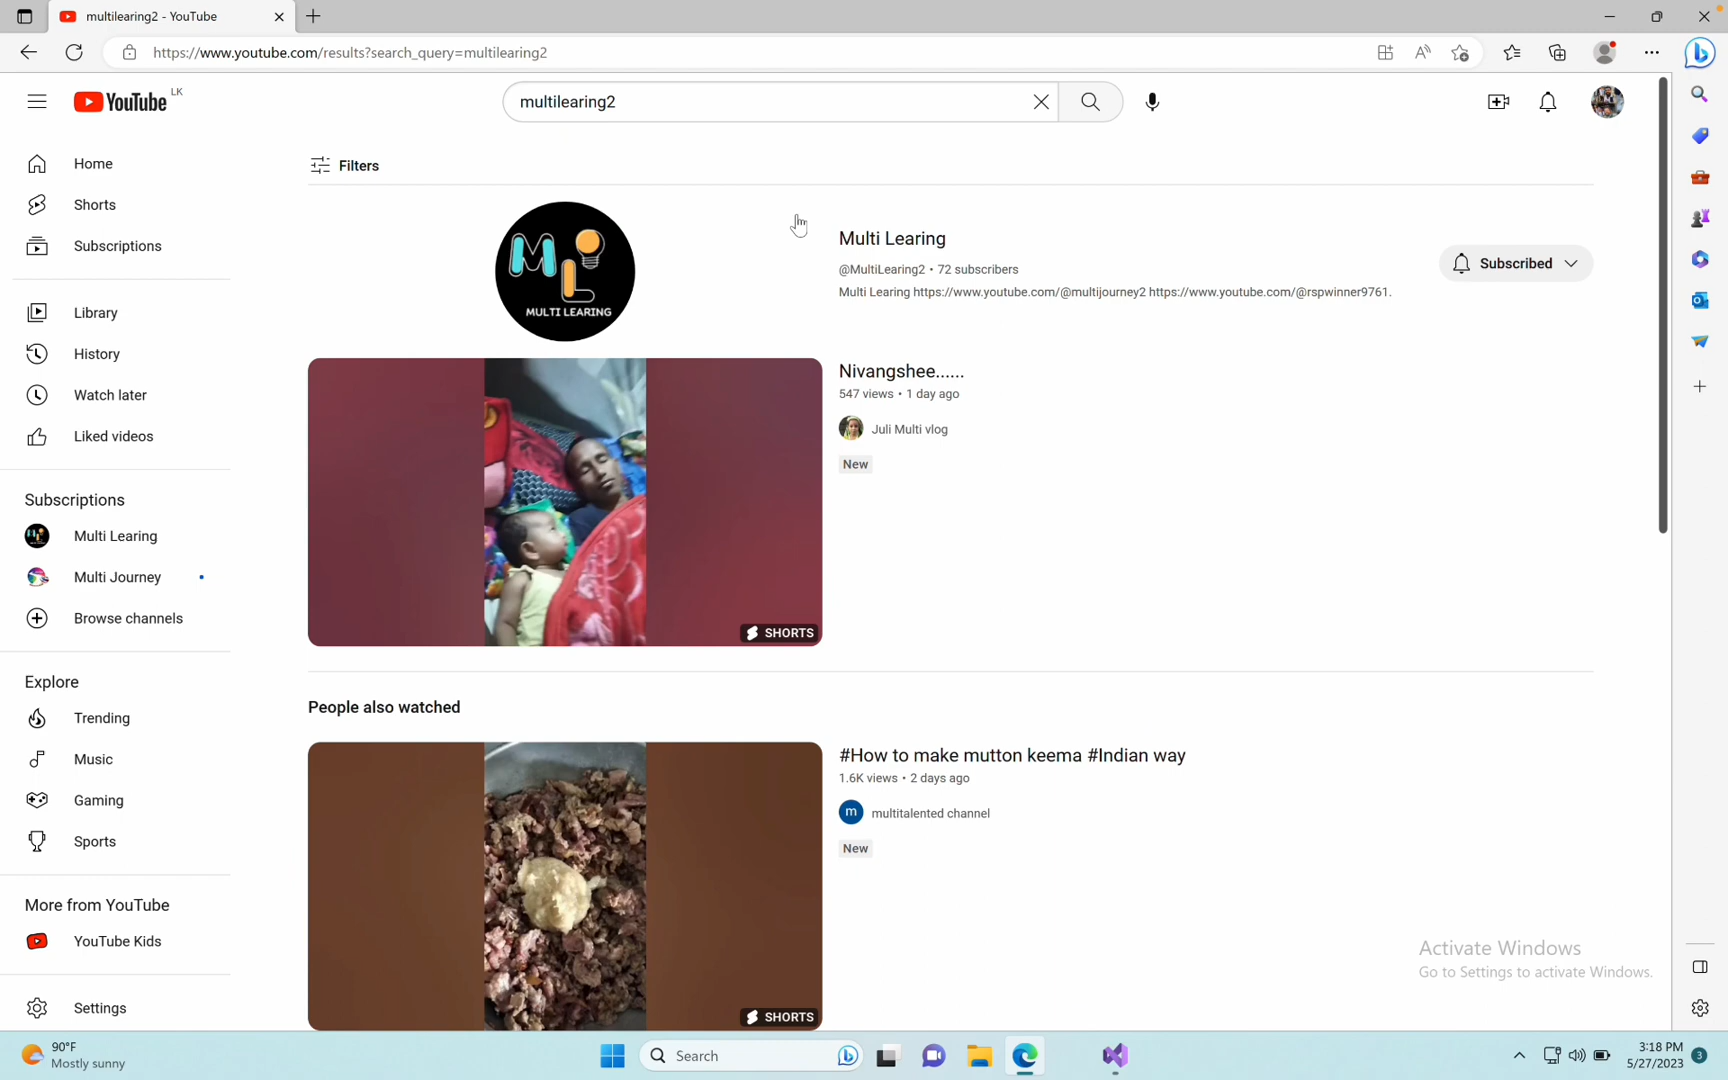 multilearing2 - YouTube
https://www.youtube.com/results?search_query=multilearing2
YouTube LK
multilearing2
Home
Shorts
Subscriptions
Library
History
Watch later
Liked videos
Subscriptions
Multi Learing
Multi Journey
Browse channels
Explore
Trending
Music
Gaming
Sports
More from YouTube
YouTube Kids
Settings
Filters
MULTI LEARING
Multi Learing
@MultiLearing2 • 72 subscribers
Multi Learing https://www.youtube.com/@multijourney2 https://www.youtube.com/@rspwinner9761.
Subscribed
Nivangshee......
547 views • 1 day ago
Juli Multi vlog
New
SHORTS
People also watched
#How to make mutton keema #Indian way
1.6K views • 2 days ago
m multitalented channel
New
SHORTS
Activate Windows
Go to Settings to activate Windows.
90°F
Mostly sunny
Search
3:18 PM
5/27/2023
3